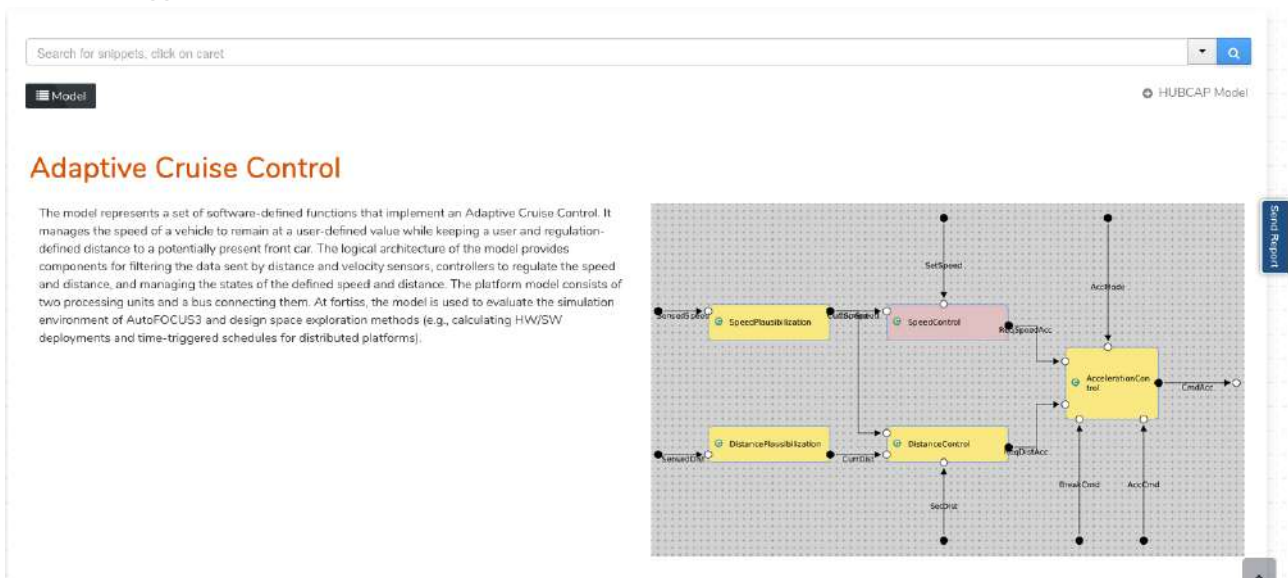 Search for snippets, click on caret
Model
HUBCAP Model
Adaptive Cruise Control
The model represents a set of software-defined functions that implement an Adaptive Cruise Control. It
manages the speed of a vehicle to remain at a user-defined value while keeping a user and regulation-
defined distance to a potentially present front car. The logical architecture of the model provides
components for filtering the data sent by distance and velocity sensors, controllers to regulate the speed
and distance, and managing the states of the defined speed and distance. The platform model consists of
two processing units and a bus connecting them. At fortiss, the model is used to evaluate the simulation
environment of AutoFOCUS3 and design space exploration methods (e.g., calculating HW/SW
deployments and time-triggered schedules for distributed platforms).
SetSpeed
AccMode
SensedSpeed
SpeedPlausibilization
SpeedControl
ReqSpeedAcc
AccelerationCon
trol
CmdAcc
SensedDist
DistancePlausibilization
CurrDist
DistanceControl
ReqDistAcc
BreakCmd
AccCmd
SetDist
Send Report